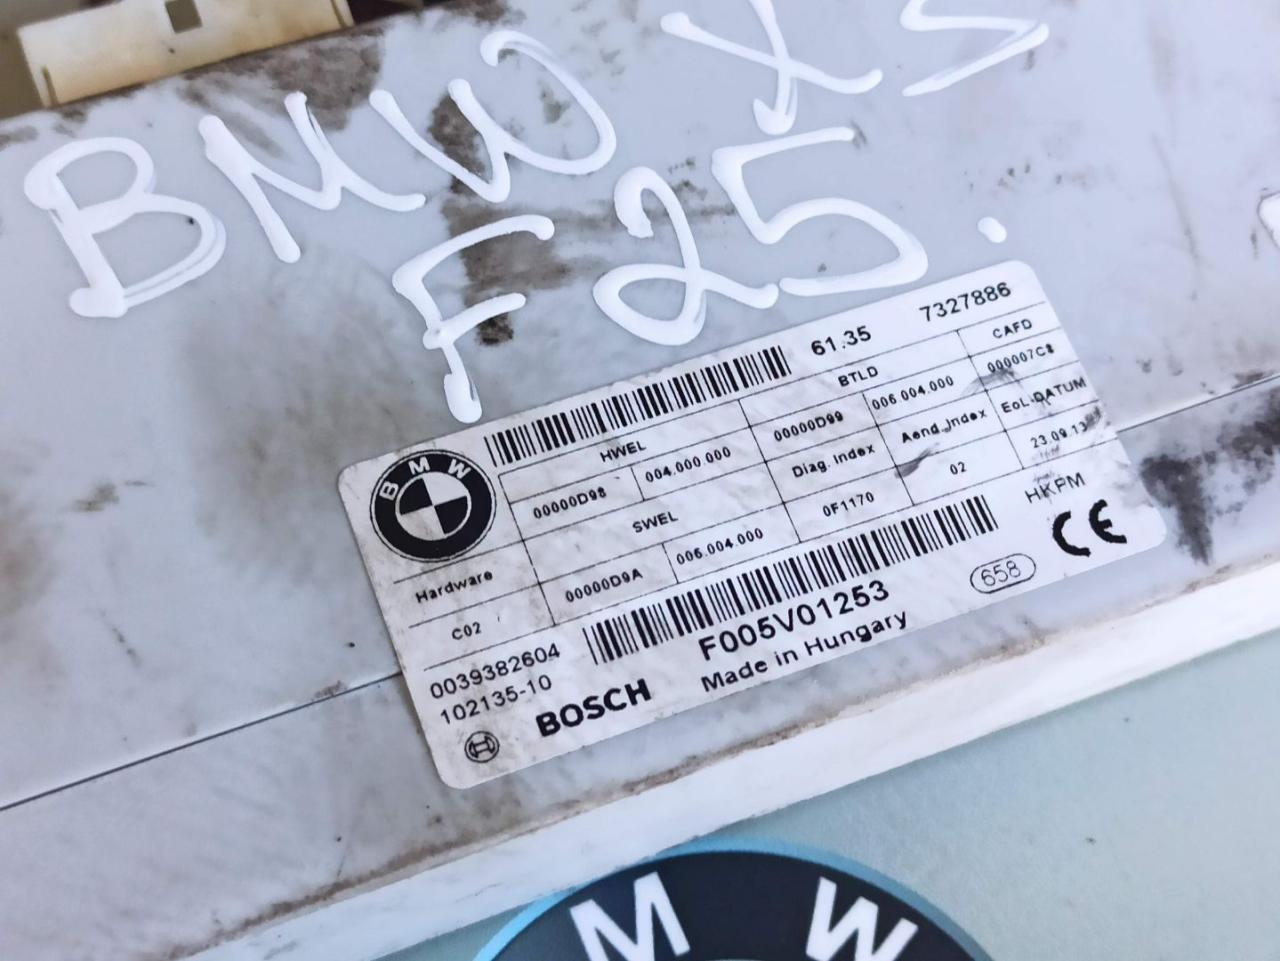 BMW X3
F25.
61.35 7327886
HWEL BTLD CAFD
00000D98 004.000.000 00000D99 006.004.000 000007C8
SWEL Diag. Index Aend. Index EoL-DATUM
00000D9A 006.004.000 0F1170 02 23.09.13
BMW
Hardware
C02
HKPM
CE
658
0039382604
102135-10
F005V01253
BOSCH
Made in Hungary
MW